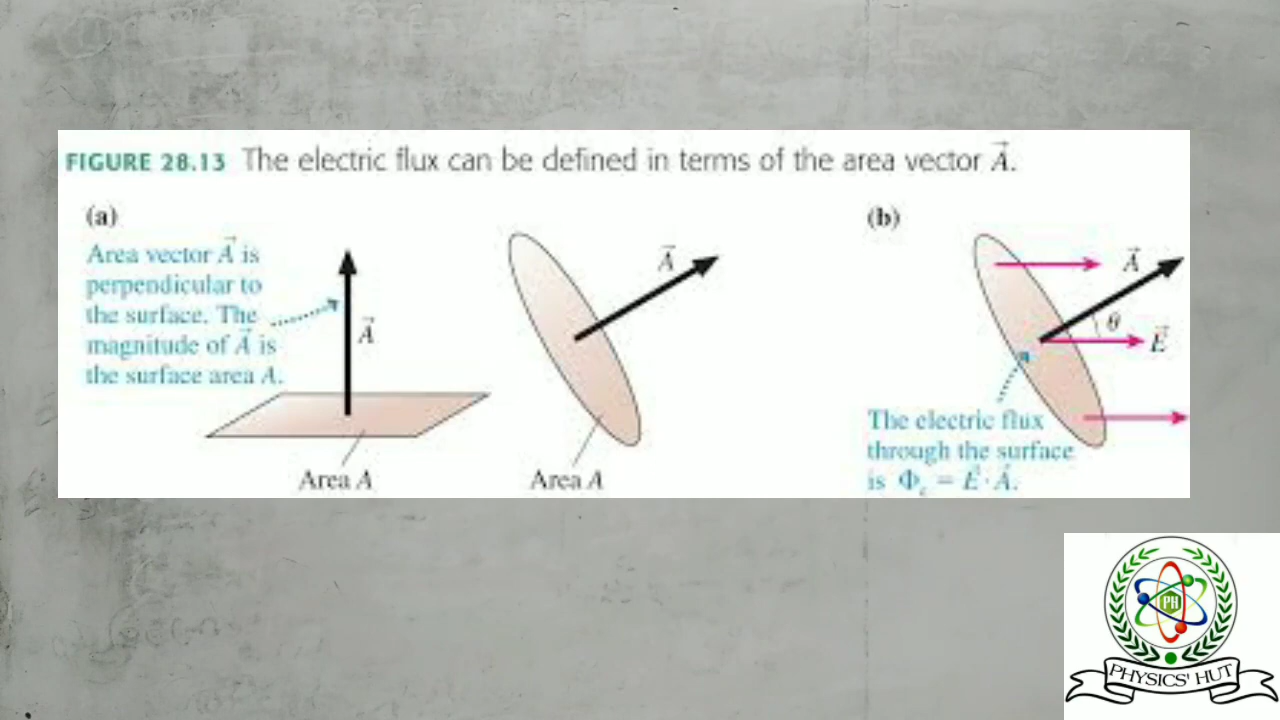 FIGURE 28.13 The electric flux can be defined in terms of the area vector A⃗.
(a)
Area vector A⃗ is
perpendicular to
the surface. The
magnitude of A⃗ is
the surface area A.
A⃗
Area A
A⃗
Area A
(b)
A⃗
θ
E⃗
The electric flux
through the surface
is Φe = E⃗ · A⃗.
PH
PHYSICS' HUT